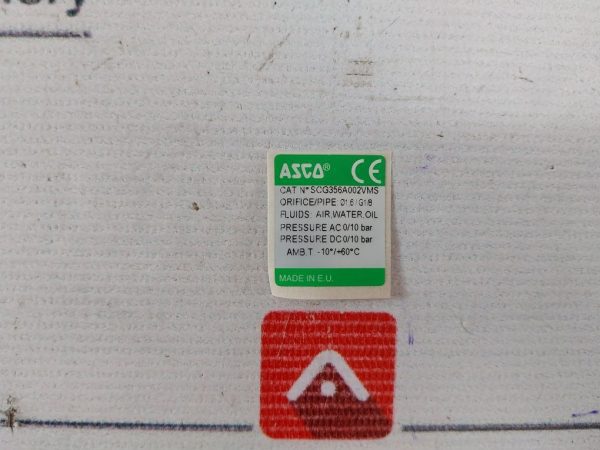 ASCO® CE
CAT N° SCG356A002VMS
ORIFICE/PIPE: Ø1.6 / G1/8
FLUIDS: AIR,WATER,OIL
PRESSURE AC 0/10 bar
PRESSURE DC 0/10 bar
AMB.T -10°/+60°C
MADE IN E.U.